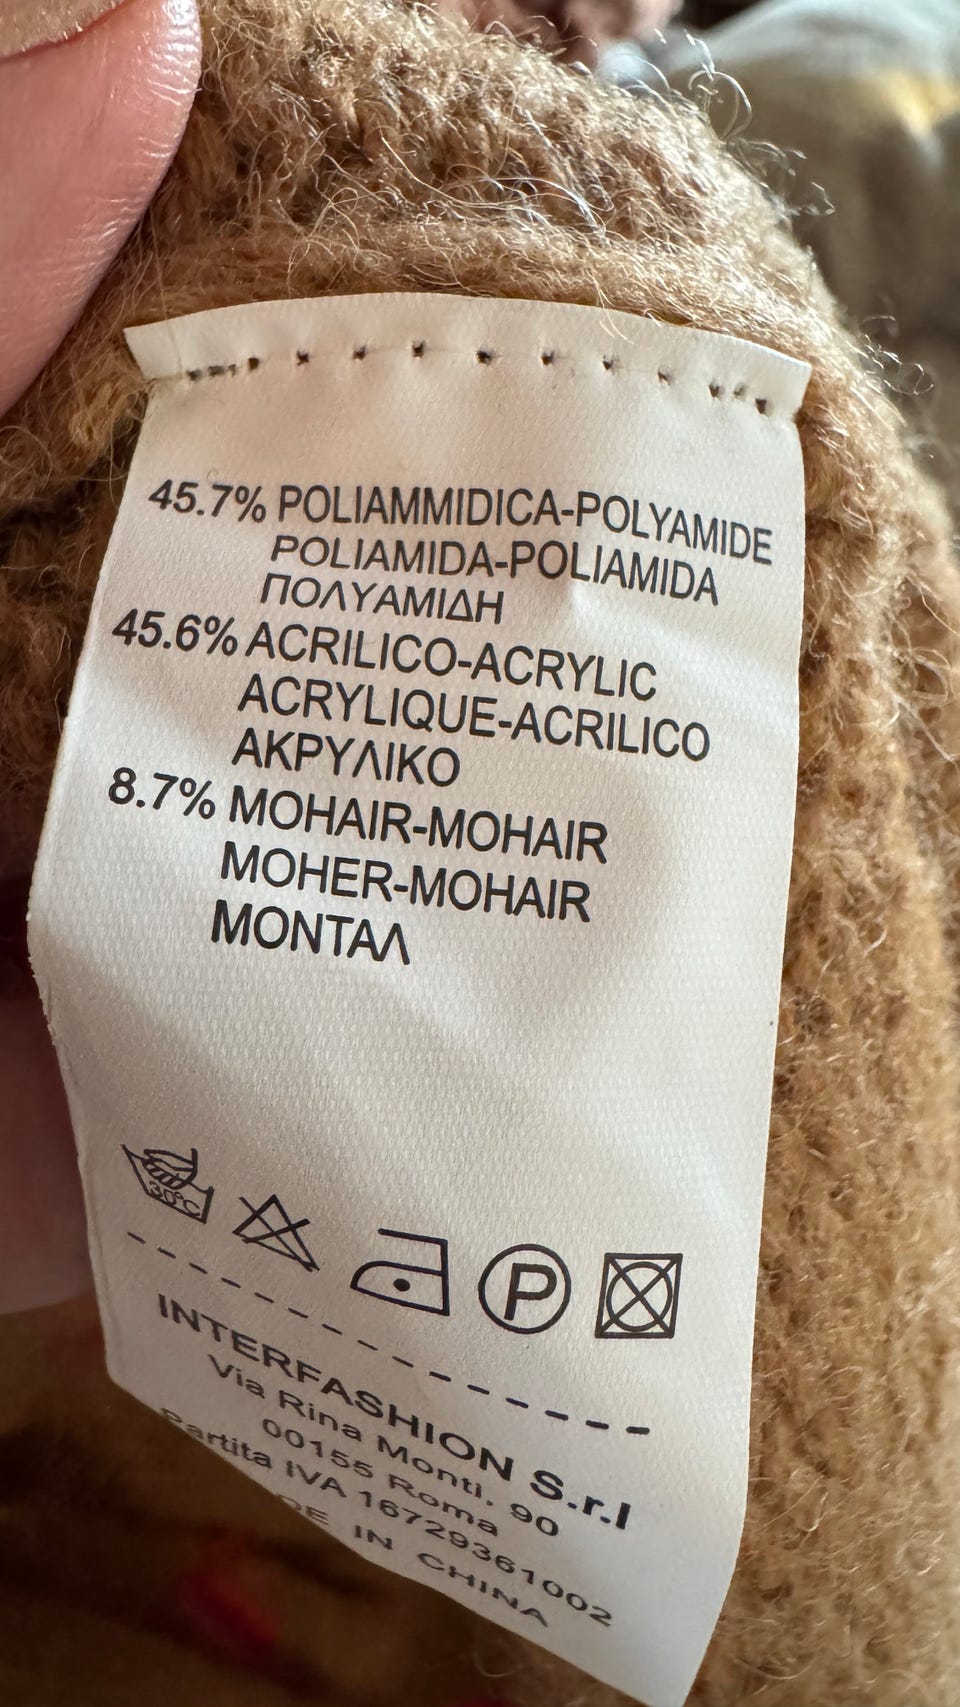 45.7% POLIAMMIDICA-POLYAMIDE
POLIAMIDA-POLIAMIDA
ΠΟΛΥΑΜΙΔΗ
45.6% ACRILICO-ACRYLIC
ACRYLIQUE-ACRILICO
ΑΚΡΥΛΙΚΟ
8.7% MOHAIR-MOHAIR
MOHER-MOHAIR
ΜΟΝΤΑΛ
30°C
P
INTERFASHION S.r.l
Via Rina Monti, 90
00155 Roma
Partita IVA 16729361002
IN CHINA